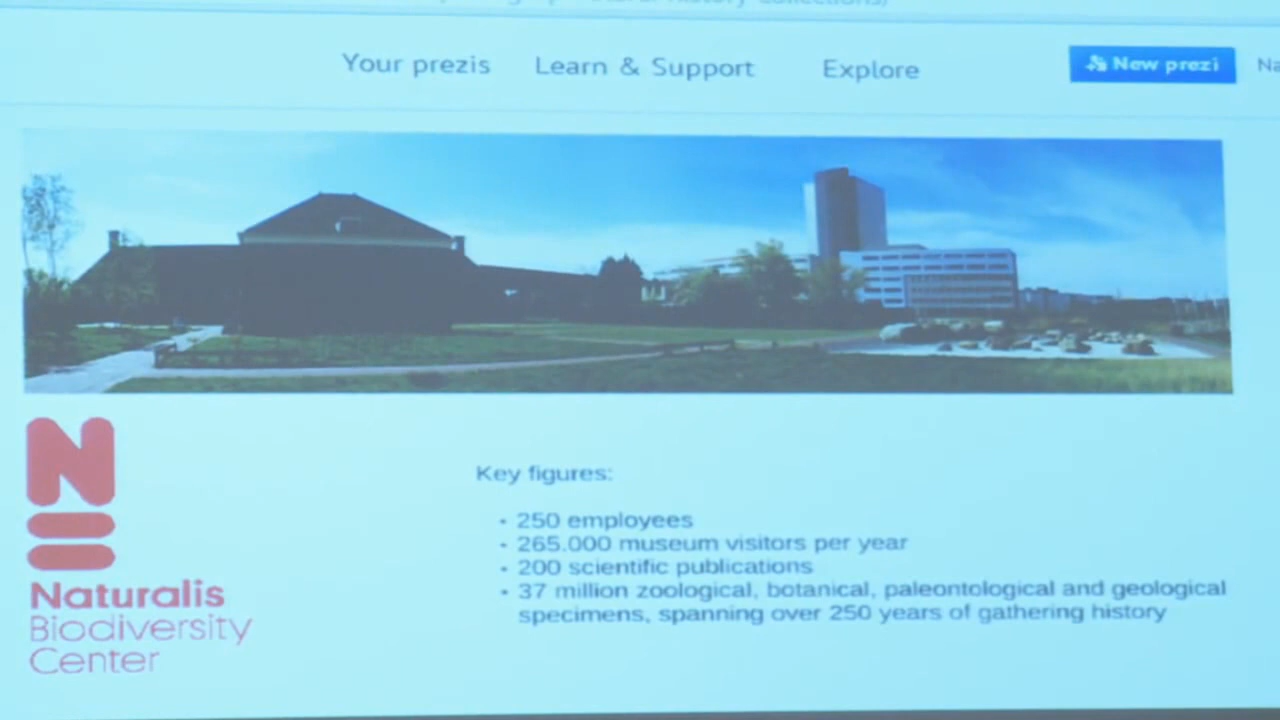 Your prezis Learn & Support Explore New prezi Na
Key figures:
• 250 employees
• 265.000 museum visitors per year
• 200 scientific publications
• 37 million zoological, botanical, paleontological and geological
specimens, spanning over 250 years of gathering history
Naturalis
Biodiversity
Center